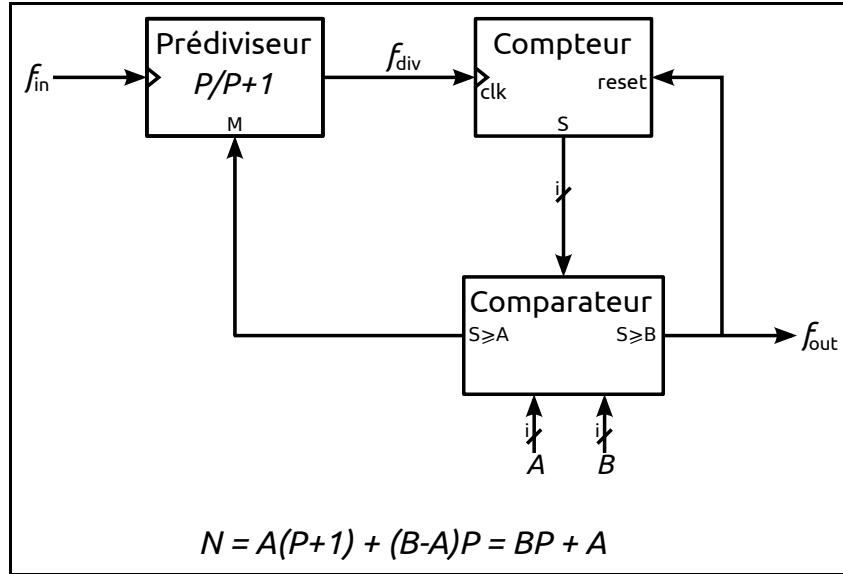 Prédiviseur
P/P+1
M
f_in
f_div
Compteur
clk
reset
S
i
Comparateur
S⩾A
S⩾B
f_out
i
i
A
B
N = A(P+1) + (B-A)P = BP + A